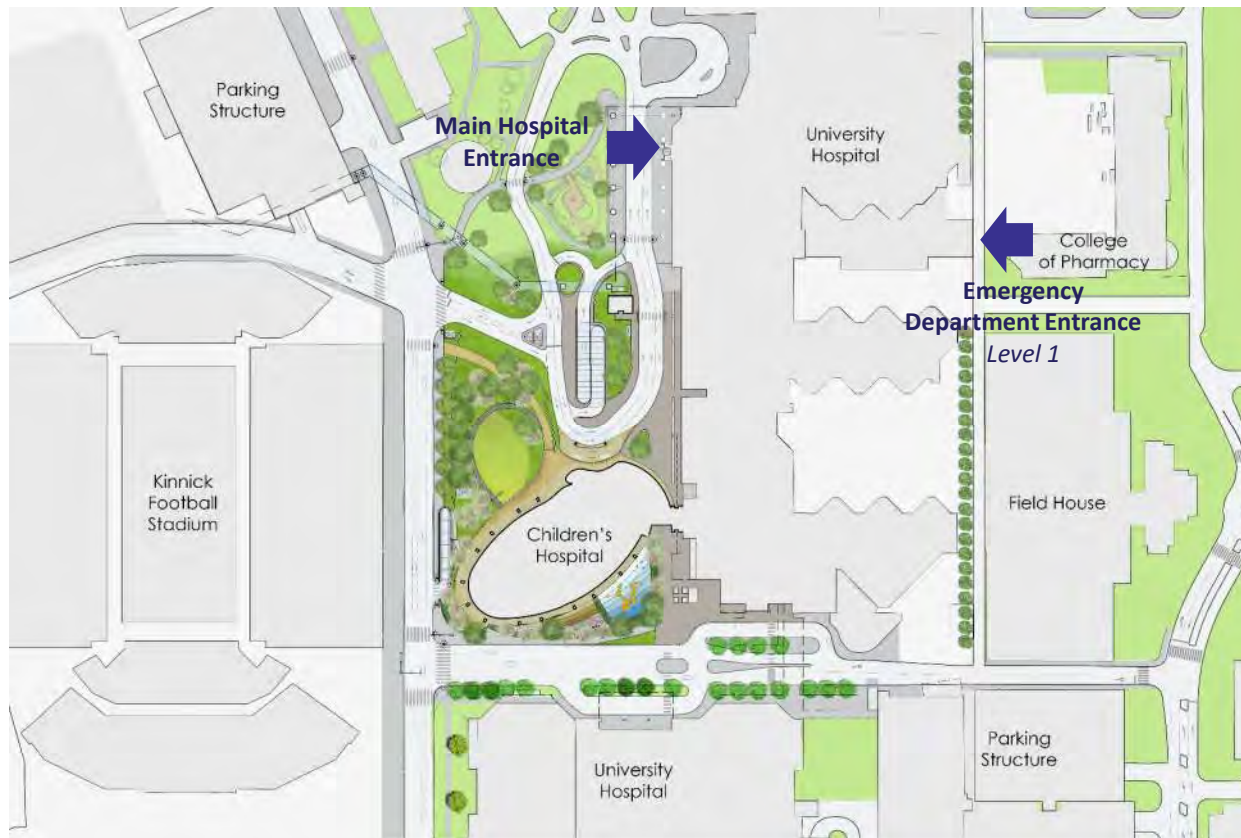 Parking
Structure
Main Hospital
Entrance
University
Hospital
College
of Pharmacy
Emergency
Department Entrance
Level 1
Kinnick
Football
Stadium
Field House
Children's
Hospital
University
Hospital
Parking
Structure